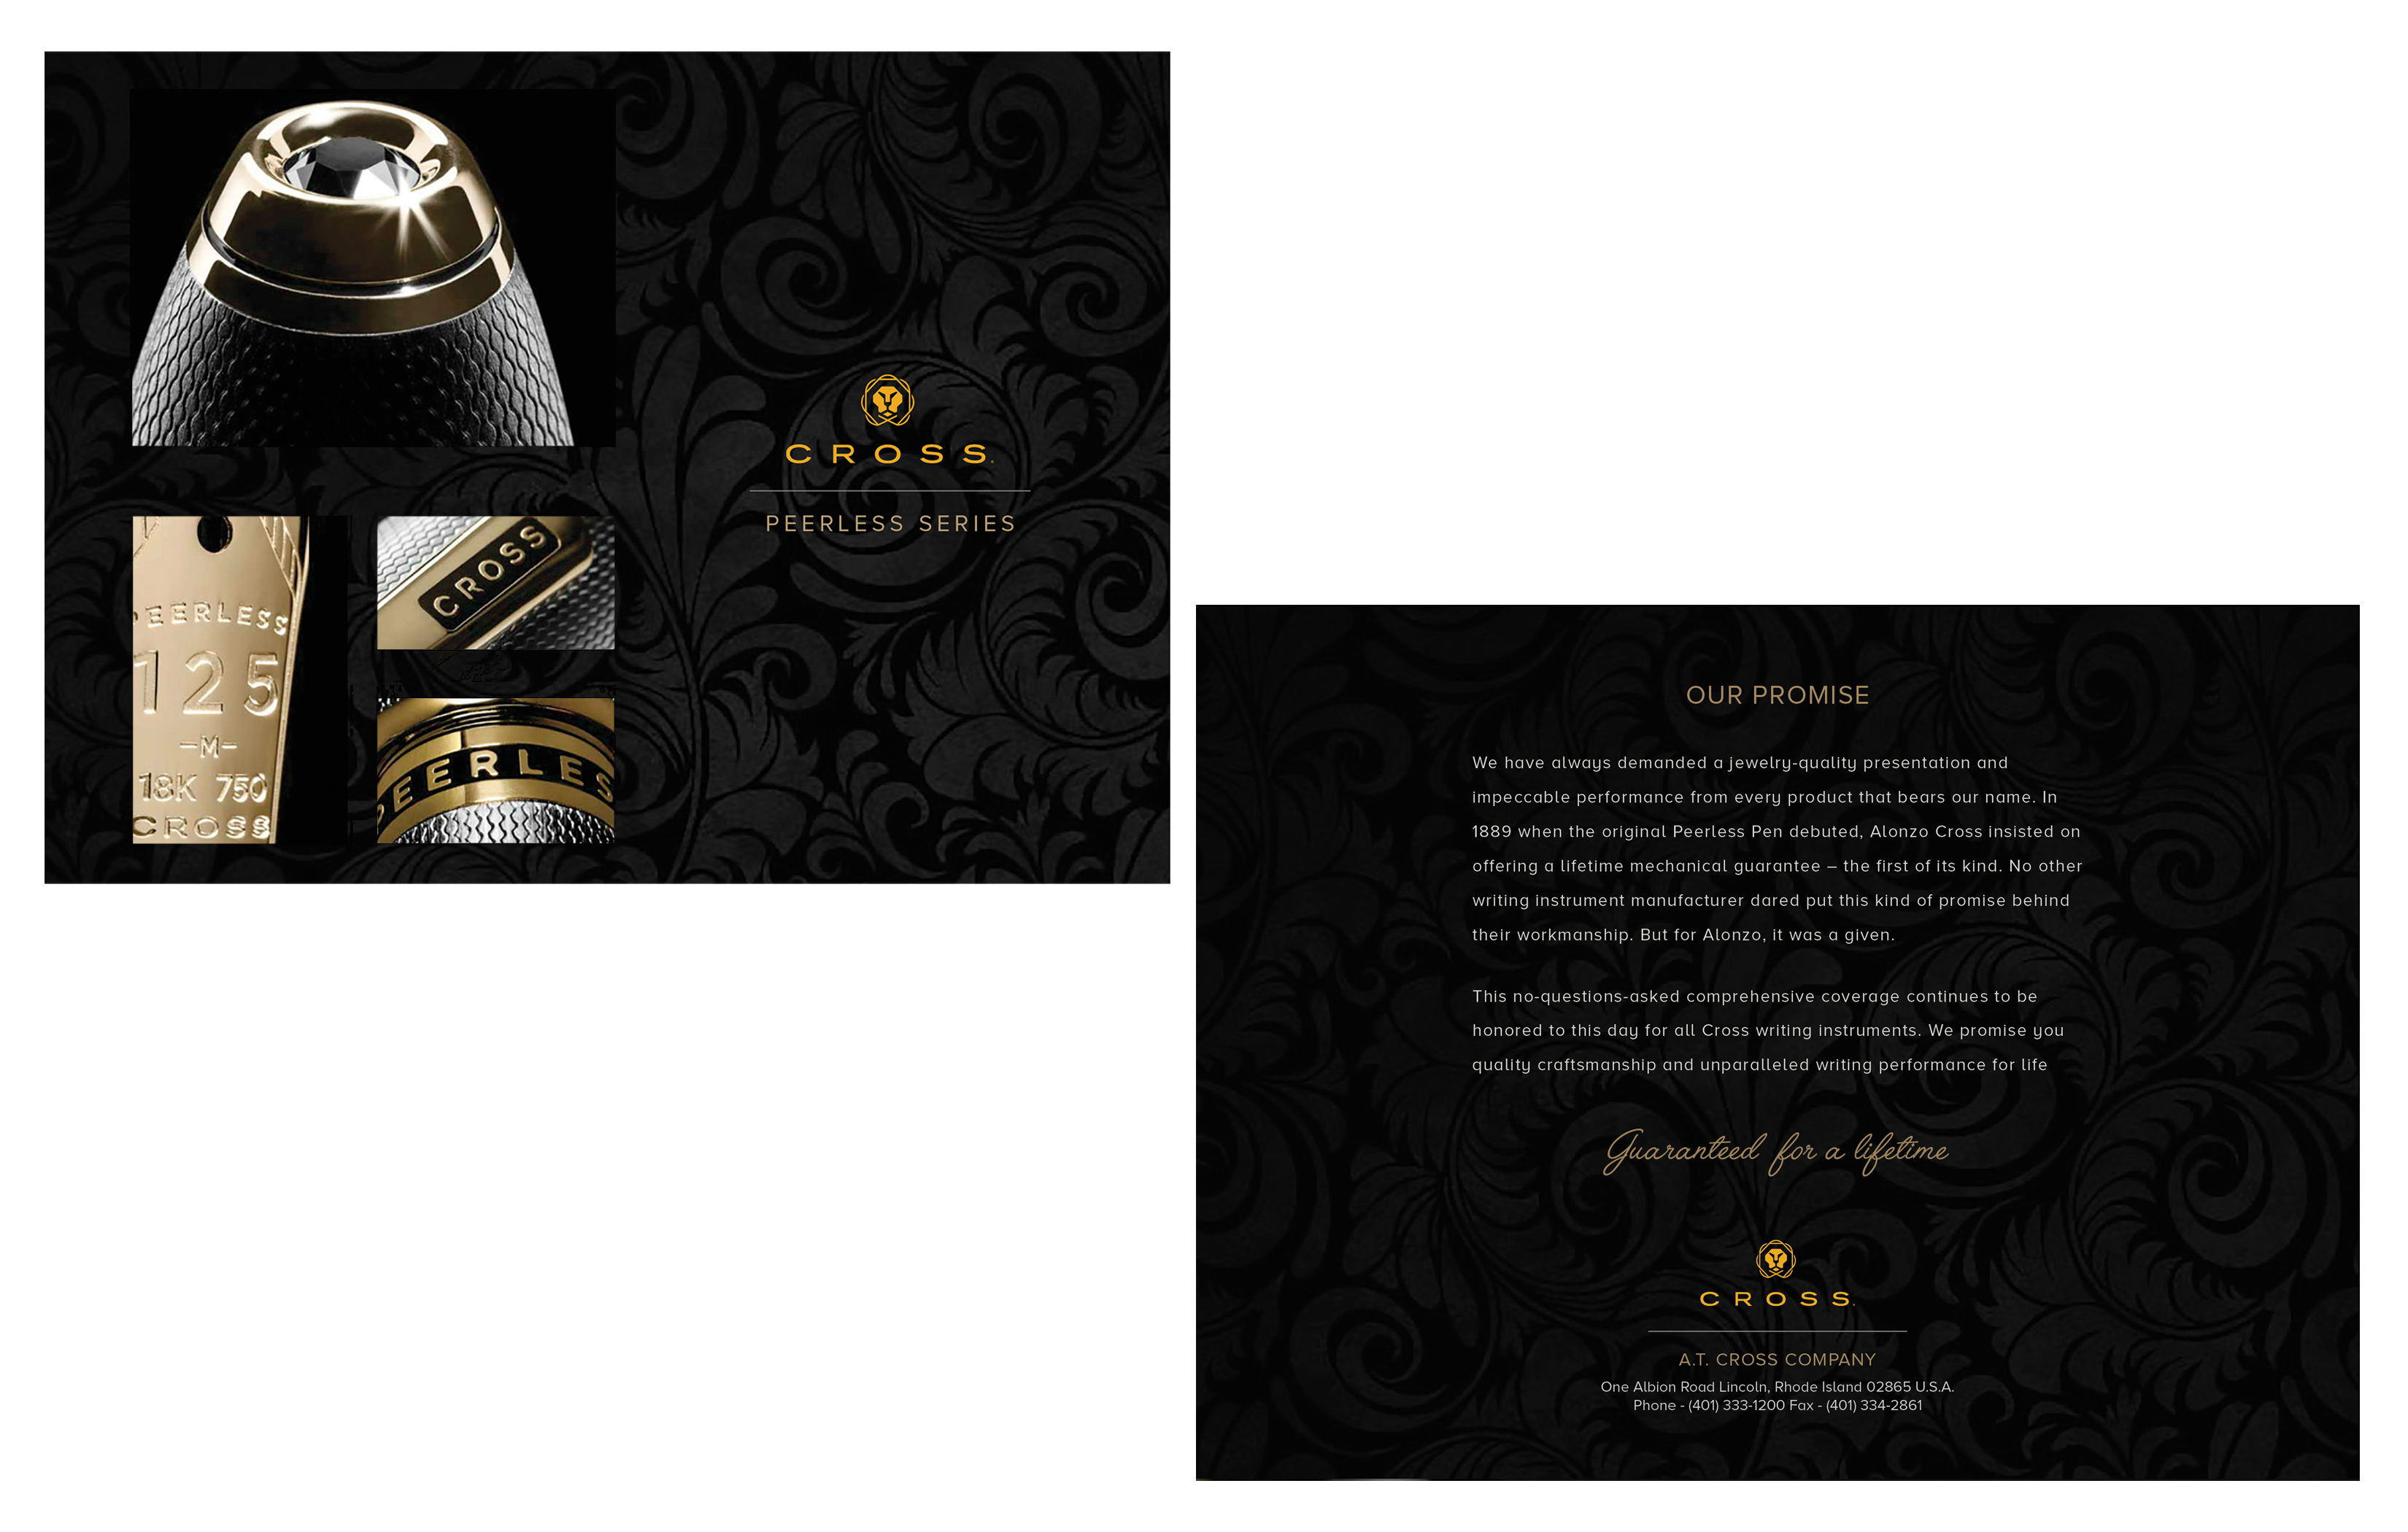 CROSS
PEERLESS SERIES
PEERLESS
125
-M-
18K 750
CROSS
CROSS
PEERLES
OUR PROMISE
We have always demanded a jewelry-quality presentation and
impeccable performance from every product that bears our name. In
1889 when the original Peerless Pen debuted, Alonzo Cross insisted on
offering a lifetime mechanical guarantee – the first of its kind. No other
writing instrument manufacturer dared put this kind of promise behind
their workmanship. But for Alonzo, it was a given.
This no-questions-asked comprehensive coverage continues to be
honored to this day for all Cross writing instruments. We promise you
quality craftsmanship and unparalleled writing performance for life
Guaranteed for a lifetime
CROSS
A.T. CROSS COMPANY
One Albion Road Lincoln, Rhode Island 02865 U.S.A.
Phone - (401) 333-1200 Fax - (401) 334-2861